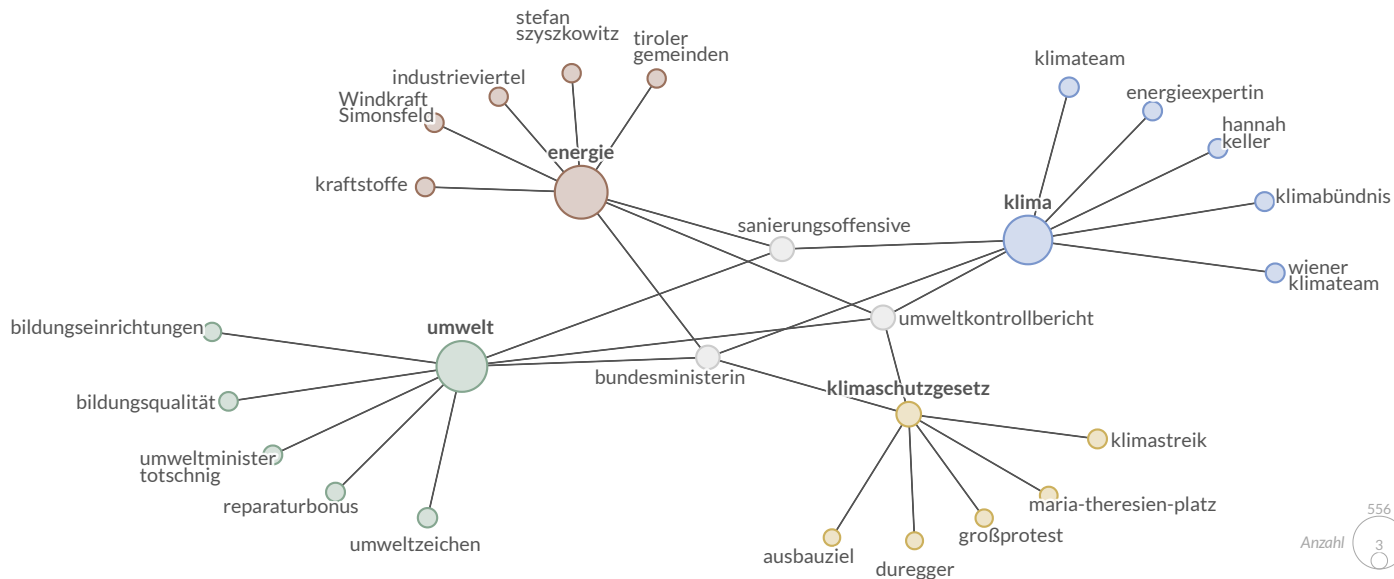 stefan
szyszkowitz
tiroler
gemeinden
industrieviertel
Windkraft
Simonsfeld
energie
kraftstoffe
klimateam
energieexpertin
hannah
keller
klima
klimabündnis
sanierungsoffensive
wiener
klimateam
umweltkontrollbericht
bildungseinrichtungen
umwelt
bundesministerin
klimaschutzgesetz
bildungsqualität
umweltminister
totschnig
reparaturbonus
umweltzeichen
klimastreik
maria-theresien-platz
großprotest
ausbauziel
duregger
556
Anzahl
3